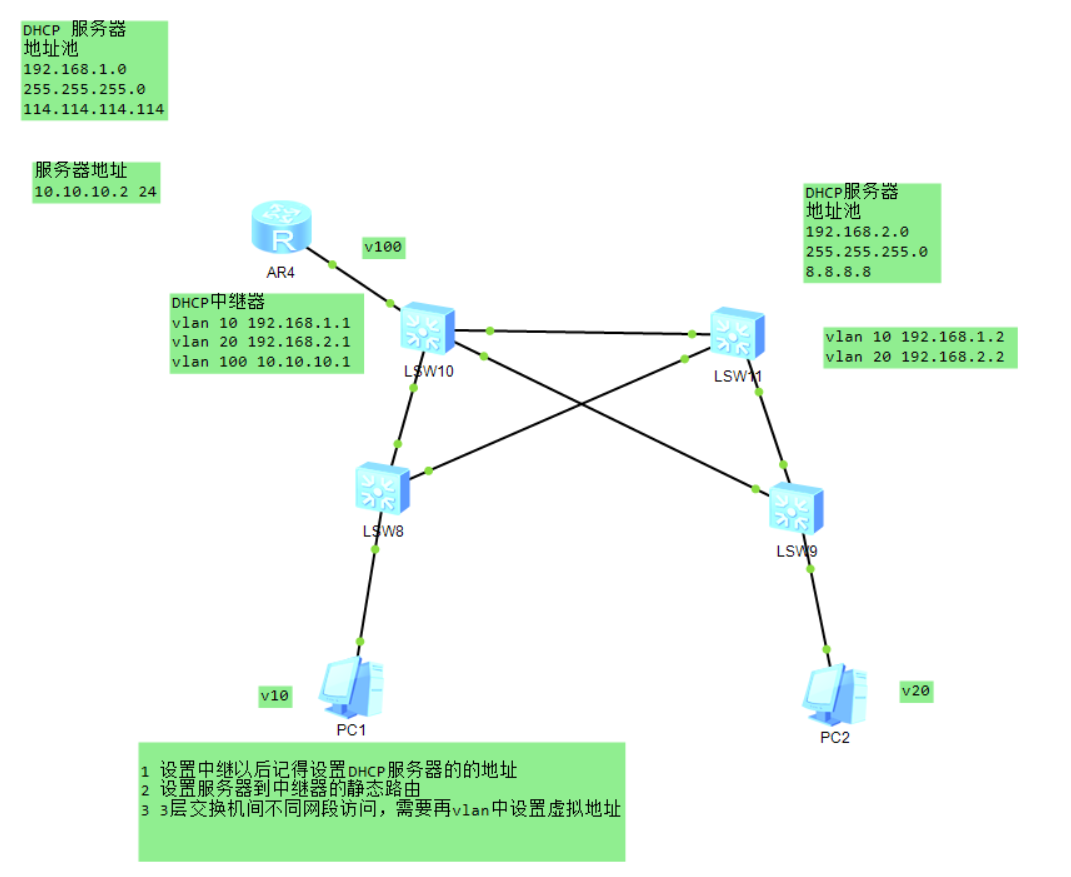 DHCP 服务器
地址池
192.168.1.0
255.255.255.0
114.114.114.114
服务器地址
10.10.10.2 24
DHCP服务器
地址池
192.168.2.0
255.255.255.0
8.8.8.8
v100
AR4
DHCP中继器
vlan 10 192.168.1.1
vlan 20 192.168.2.1
vlan 100 10.10.10.1
vlan 10 192.168.1.2
vlan 20 192.168.2.2
LSW10
LSW11
LSW8
LSW9
v10
v20
PC1
PC2
1 设置中继以后记得设置DHCP服务器的的地址
2 设置服务器到中继器的静态路由
3 3层交换机间不同网段访问，需要再vlan中设置虚拟地址